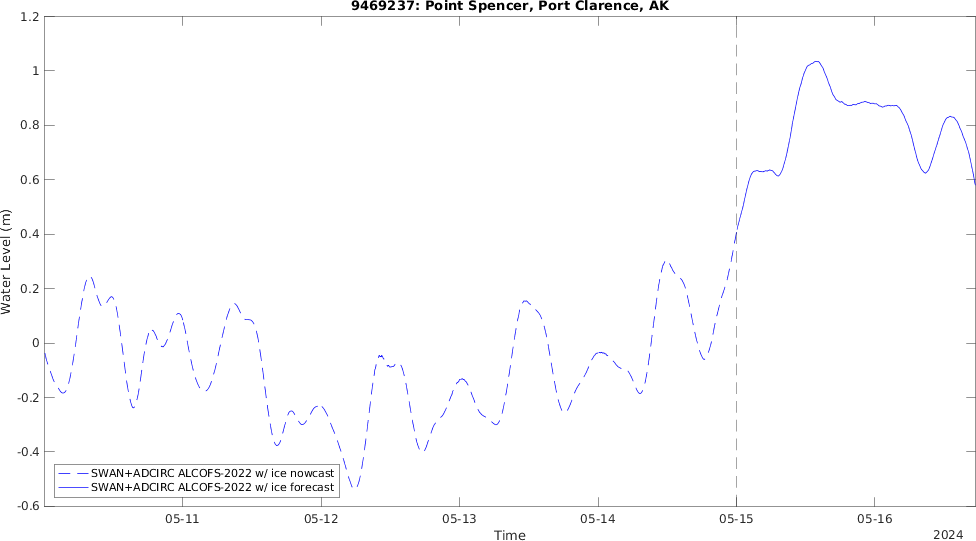 9469237: Point Spencer, Port Clarence, AK
1.2
1
0.8
0.6
0.4
0.2
0
-0.2
-0.4
-0.6
Water Level (m)
SWAN+ADCIRC ALCOFS-2022 w/ ice nowcast
SWAN+ADCIRC ALCOFS-2022 w/ ice forecast
05-11 05-12 05-13 05-14 05-15 05-16
Time
2024